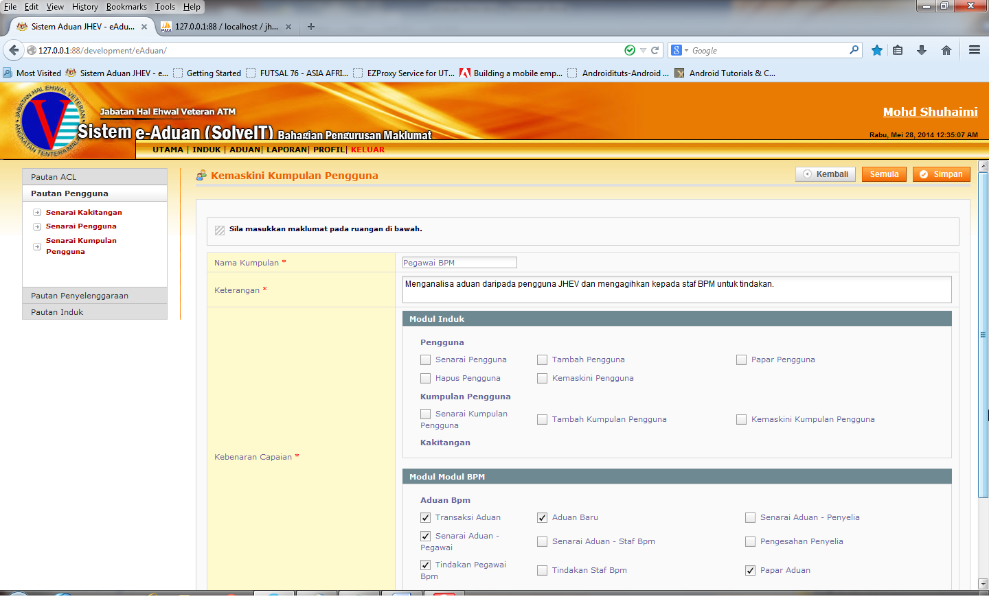 File Edit View History Bookmarks Tools Help
Sistem Aduan JHEV - eAdu... × 127.0.0.1:88 / localhost / jh... × +
127.0.0.1:88/development/eAduan/ Google
Most Visited Sistem Aduan JHEV - e... Getting Started FUTSAL 76 - ASIA AFRI... EZProxy Service for UT... Building a mobile emp... Androidituts-Android ... Android Tutorials & C...
JABATAN HAL EHWAL VETERAN
ANGKATAN TENTERA MALAYSIA
Jabatan Hal Ehwal Veteran ATM
Sistem e-Aduan (SolveIT) Bahagian Pengurusan Maklumat
Mohd Shuhaimi
Rabu, Mei 28, 2014 12:35:07 AM
UTAMA | INDUK | ADUAN| LAPORAN| PROFIL| KELUAR
Pautan ACL
Pautan Pengguna
Senarai Kakitangan
Senarai Pengguna
Senarai Kumpulan
Pengguna
Pautan Penyelenggaraan
Pautan Induk
Kemaskini Kumpulan Pengguna
Kembali Semula Simpan
Sila masukkan maklumat pada ruangan di bawah.
Nama Kumpulan * Pegawai BPM
Keterangan * Menganalisa aduan daripada pengguna JHEV dan mengagihkan kepada staf BPM untuk tindakan.
Kebenaran Capaian *
Modul Induk
Pengguna
Senarai Pengguna Tambah Pengguna Papar Pengguna
Hapus Pengguna Kemaskini Pengguna
Kumpulan Pengguna
Senarai Kumpulan
Pengguna Tambah Kumpulan Pengguna Kemaskini Kumpulan Pengguna
Kakitangan
Modul Modul BPM
Aduan Bpm
Transaksi Aduan Aduan Baru Senarai Aduan - Penyelia
Senarai Aduan -
Pegawai Senarai Aduan - Staf Bpm Pengesahan Penyelia
Tindakan Pegawai
Bpm Tindakan Staf Bpm Papar Aduan